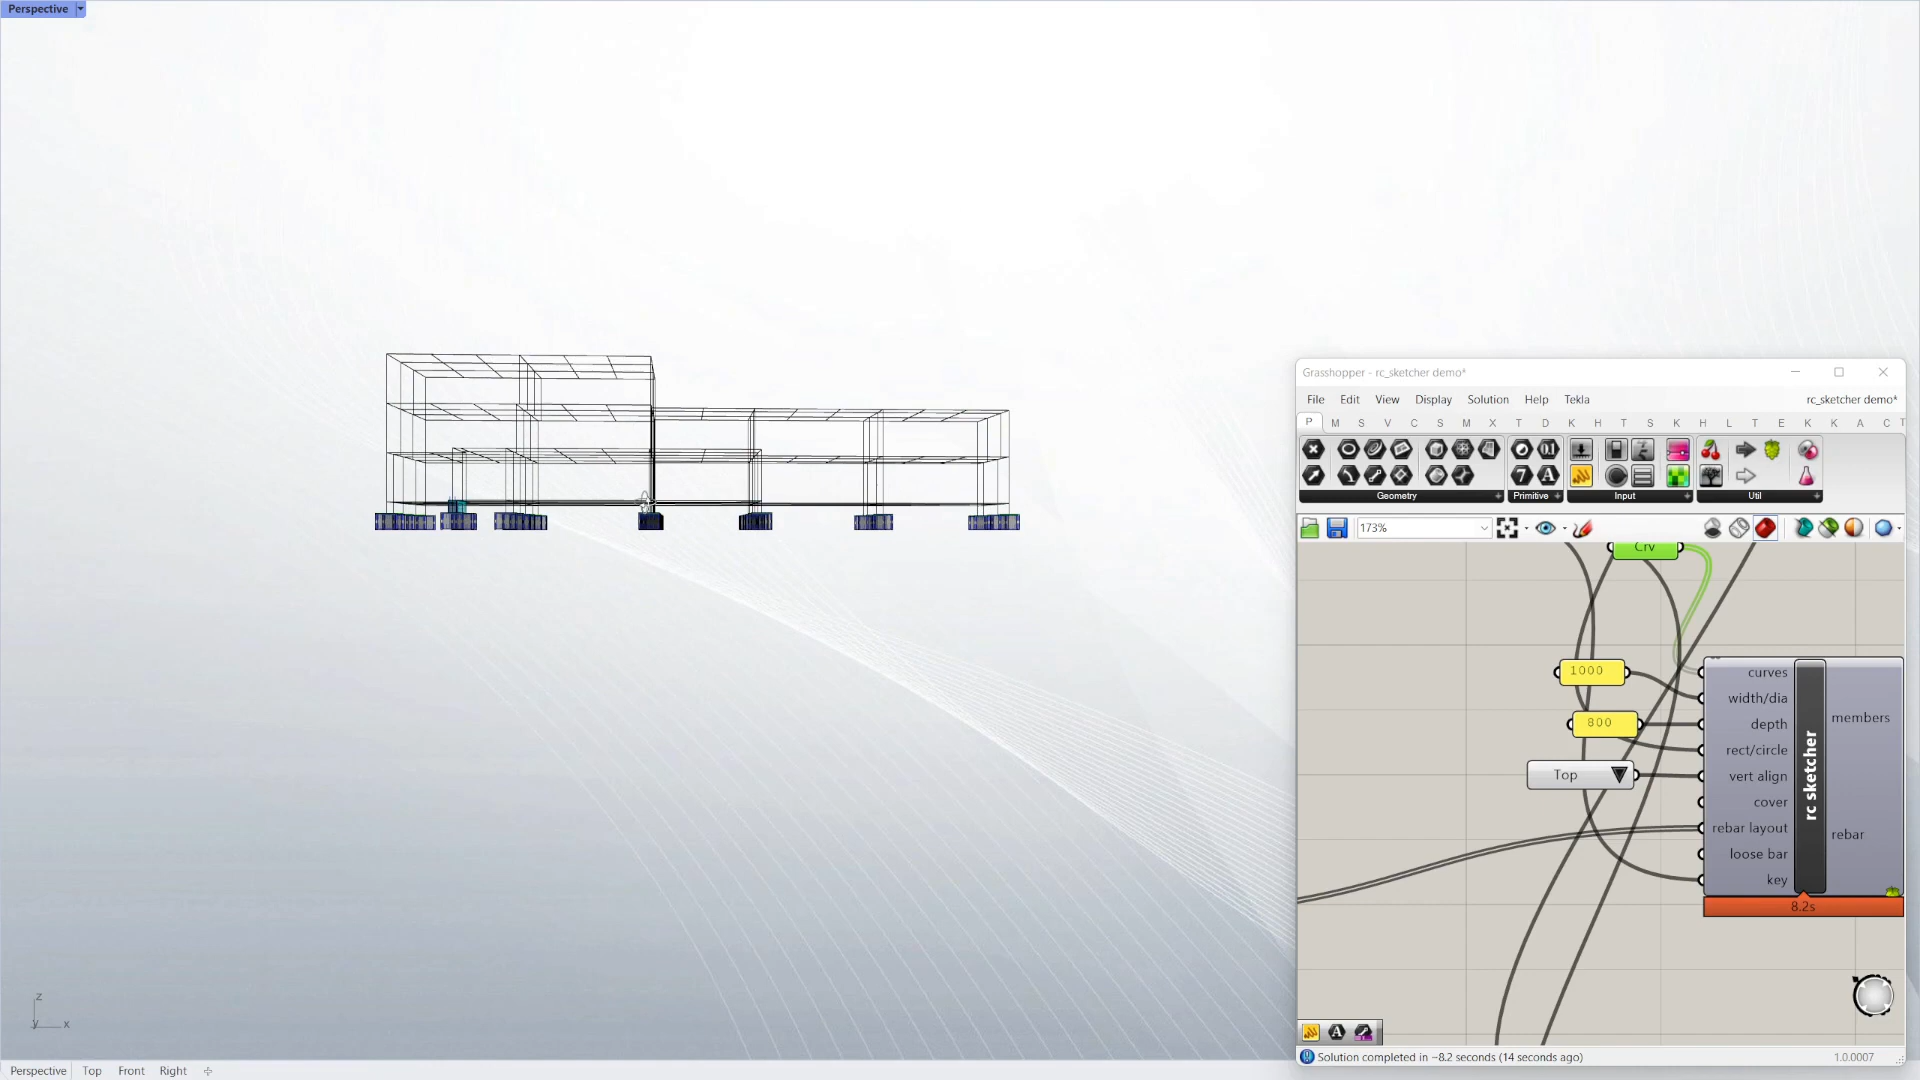 Perspective
Grasshopper - rc_sketcher demo*
File Edit View Display Solution Help Tekla rc_sketcher demo*
P M S V C S M X T D K H T S K H L T S H K K A C T
Geometry + Primitive + Input + Util +
173%
Crv
1000
800
Top
curves
width/dia
depth
rect/circle
vert align
cover
rebar layout
loose bar
key
rc sketcher
members
rebar
8.2s
Solution completed in ~8.2 seconds (14 seconds ago) 1.0.0007
z
y x
Perspective Top Front Right